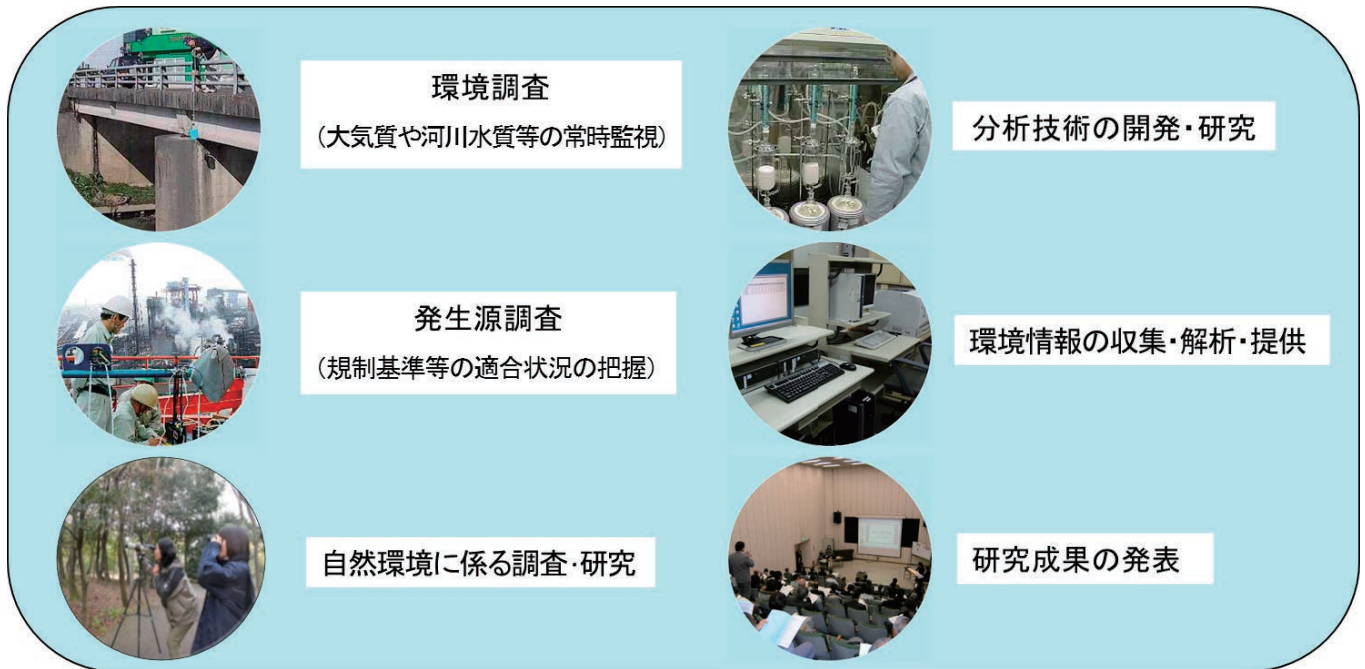 環境調査
(大気質や河川水質等の常時監視)
発生源調査
(規制基準等の適合状況の把握)
自然環境に係る調査・研究
分析技術の開発・研究
環境情報の収集・解析・提供
研究成果の発表